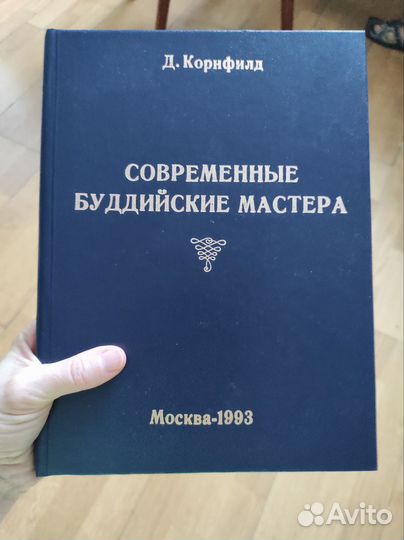 Д. Корнфилд
СОВРЕМЕННЫЕ
БУДДИЙСКИЕ МАСТЕРА
Москва-1993
Avito